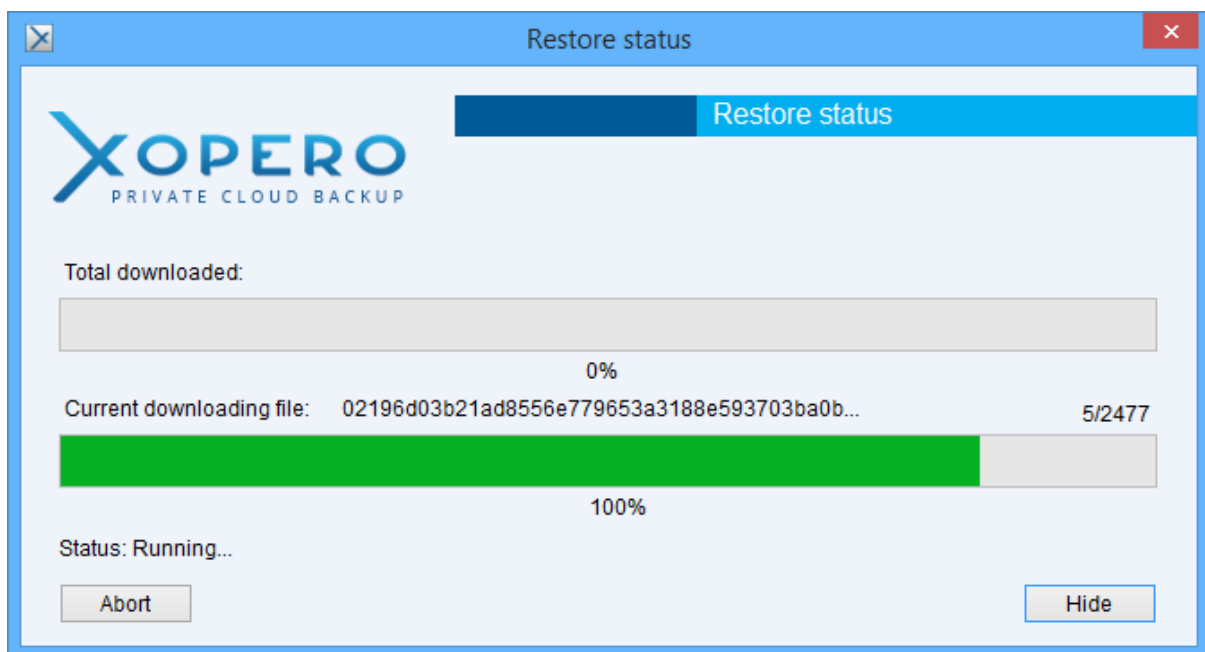 Restore status
Restore status
XOPERO
PRIVATE CLOUD BACKUP
Total downloaded:
0%
Current downloading file: 02196d03b21ad8556e779653a3188e593703ba0b... 5/2477
100%
Status: Running...
Abort Hide